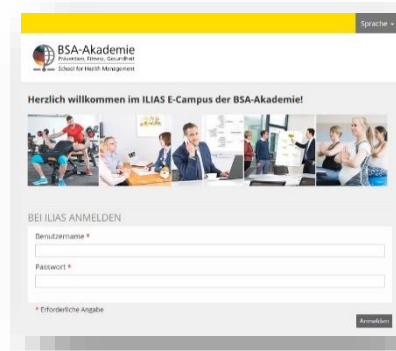 Sprache
BSA-Akademie
Prävention, Fitness, Gesundheit
School for Health Management
Herzlich willkommen im ILIAS E-Campus der BSA-Akademie!
BEI ILIAS ANMELDEN
Benutzername *
Passwort *
* Erforderliche Angabe
Anmelden